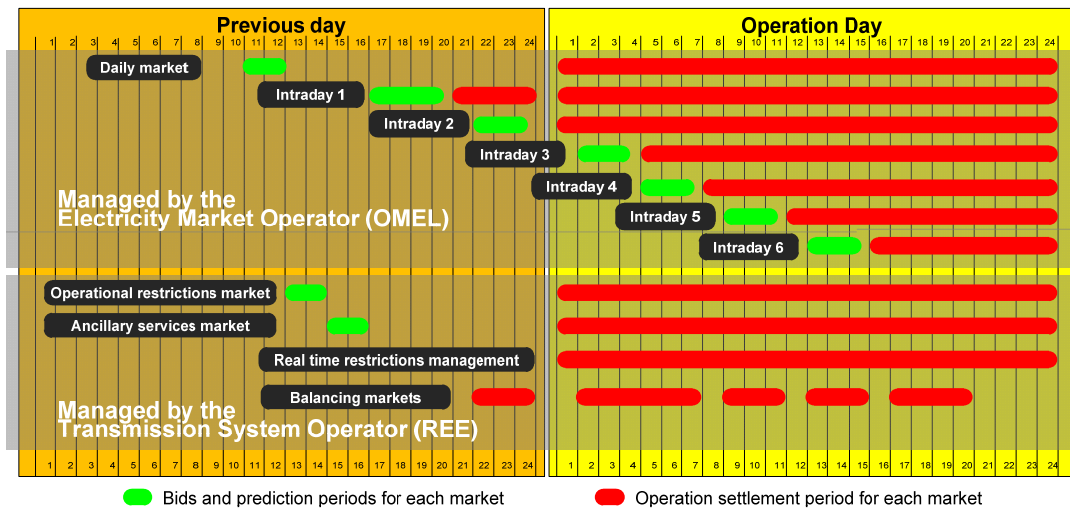 Previous day Operation Day
1 2 3 4 5 6 7 8 9 10 11 12 13 14 15 16 17 18 19 20 21 22 23 24 1 2 3 4 5 6 7 8 9 10 11 12 13 14 15 16 17 18 19 20 21 22 23 24
Daily market
Intraday 1
Intraday 2
Intraday 3
Intraday 4
Intraday 5
Intraday 6
Managed by the
Electricity Market Operator (OMEL)
Operational restrictions market
Ancillary services market
Real time restrictions management
Balancing markets
Managed by the
Transmission System Operator (REE)
1 2 3 4 5 6 7 8 9 10 11 12 13 14 15 16 17 18 19 20 21 22 23 24 1 2 3 4 5 6 7 8 9 10 11 12 13 14 15 16 17 18 19 20 21 22 23 24
Bids and prediction periods for each market Operation settlement period for each market